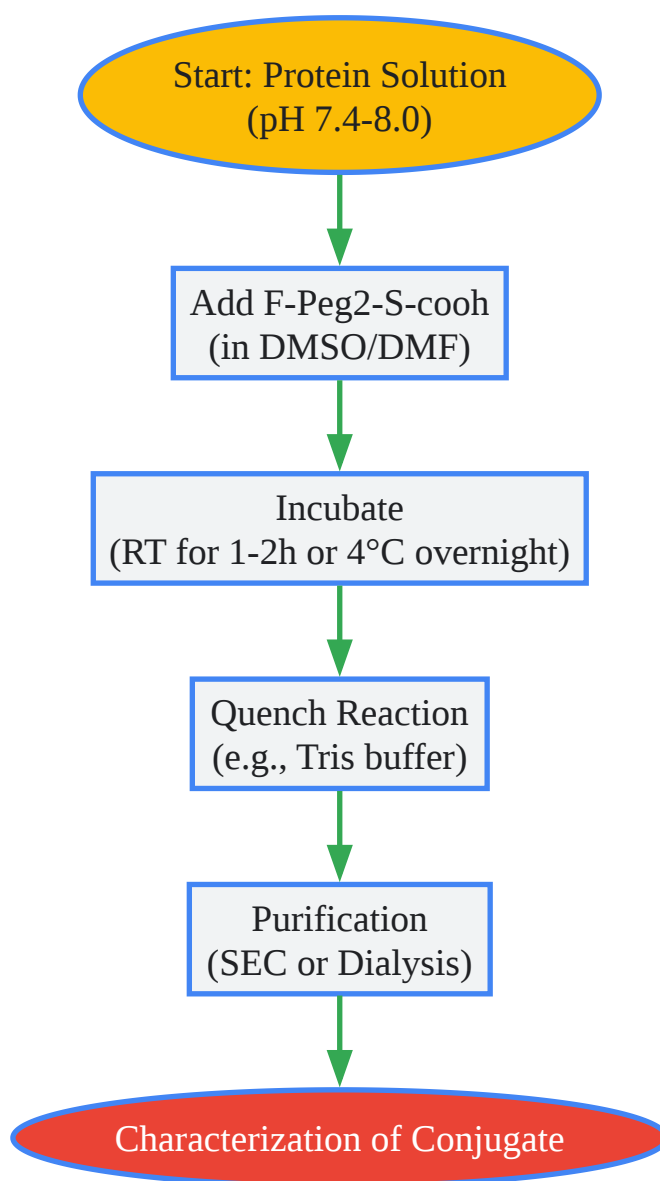 Start: Protein Solution
(pH 7.4-8.0)
Add F-Peg2-S-cooh
(in DMSO/DMF)
Incubate
(RT for 1-2h or 4°C overnight)
Quench Reaction
(e.g., Tris buffer)
Purification
(SEC or Dialysis)
Characterization of Conjugate